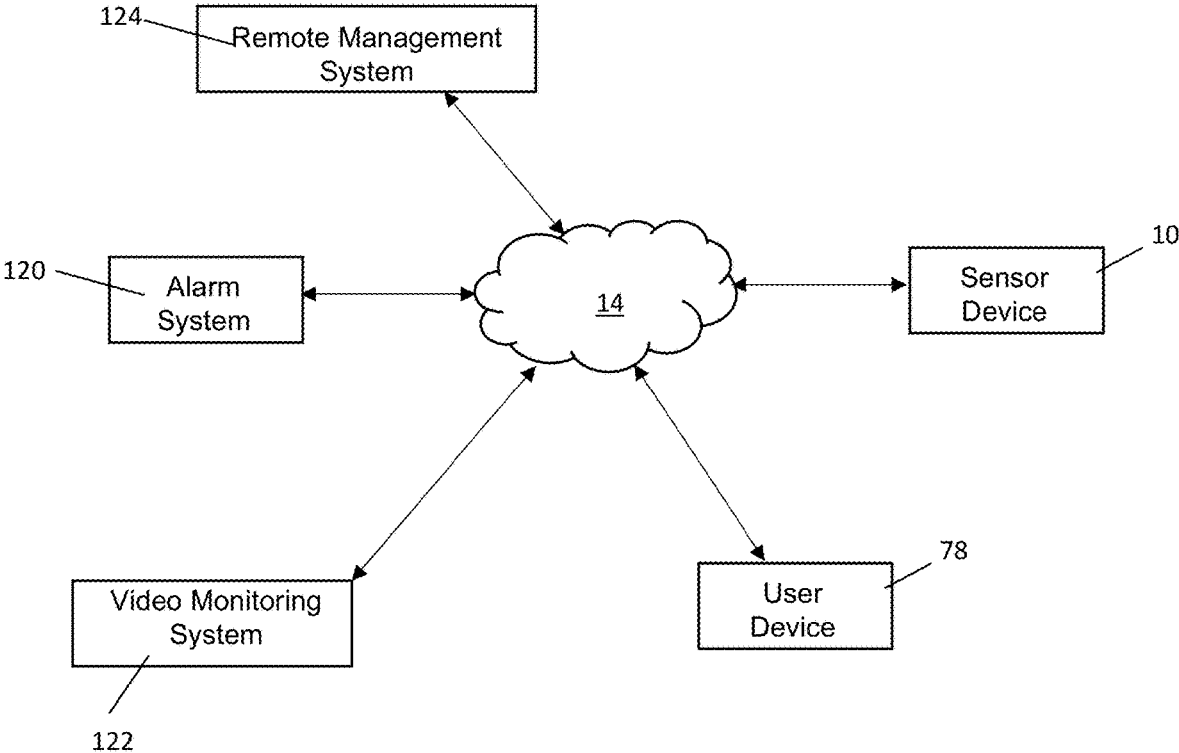 124
Remote Management
System
120
Alarm
System
14
10
Sensor
Device
78
User
Device
Video Monitoring
System
122